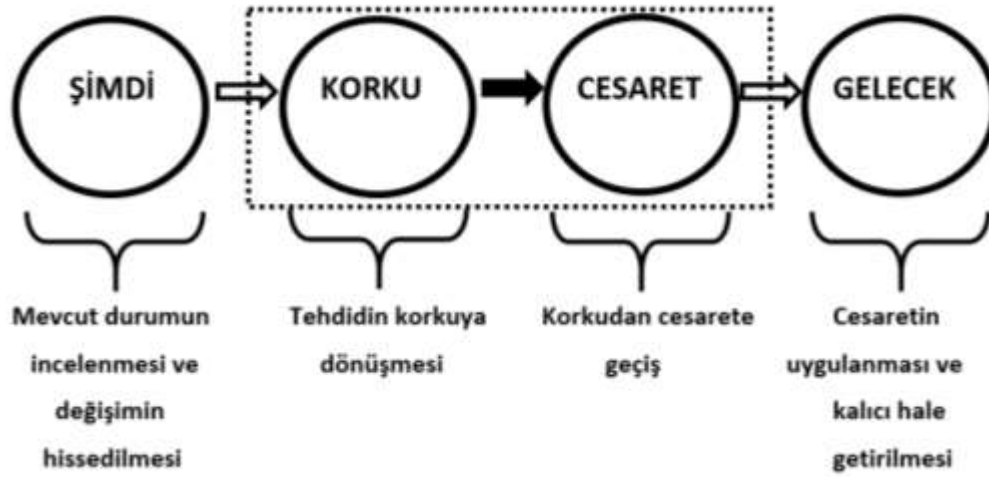 ŞİMDİ
KORKU
CESARET
GELECEK
Mevcut durumun
incelenmesi ve
değişimin
hissedilmesi
Tehdidin korkuya
dönüşmesi
Korkudan cesarete
geçiş
Cesaretin
uygulanması ve
kalıcı hale
getirilmesi